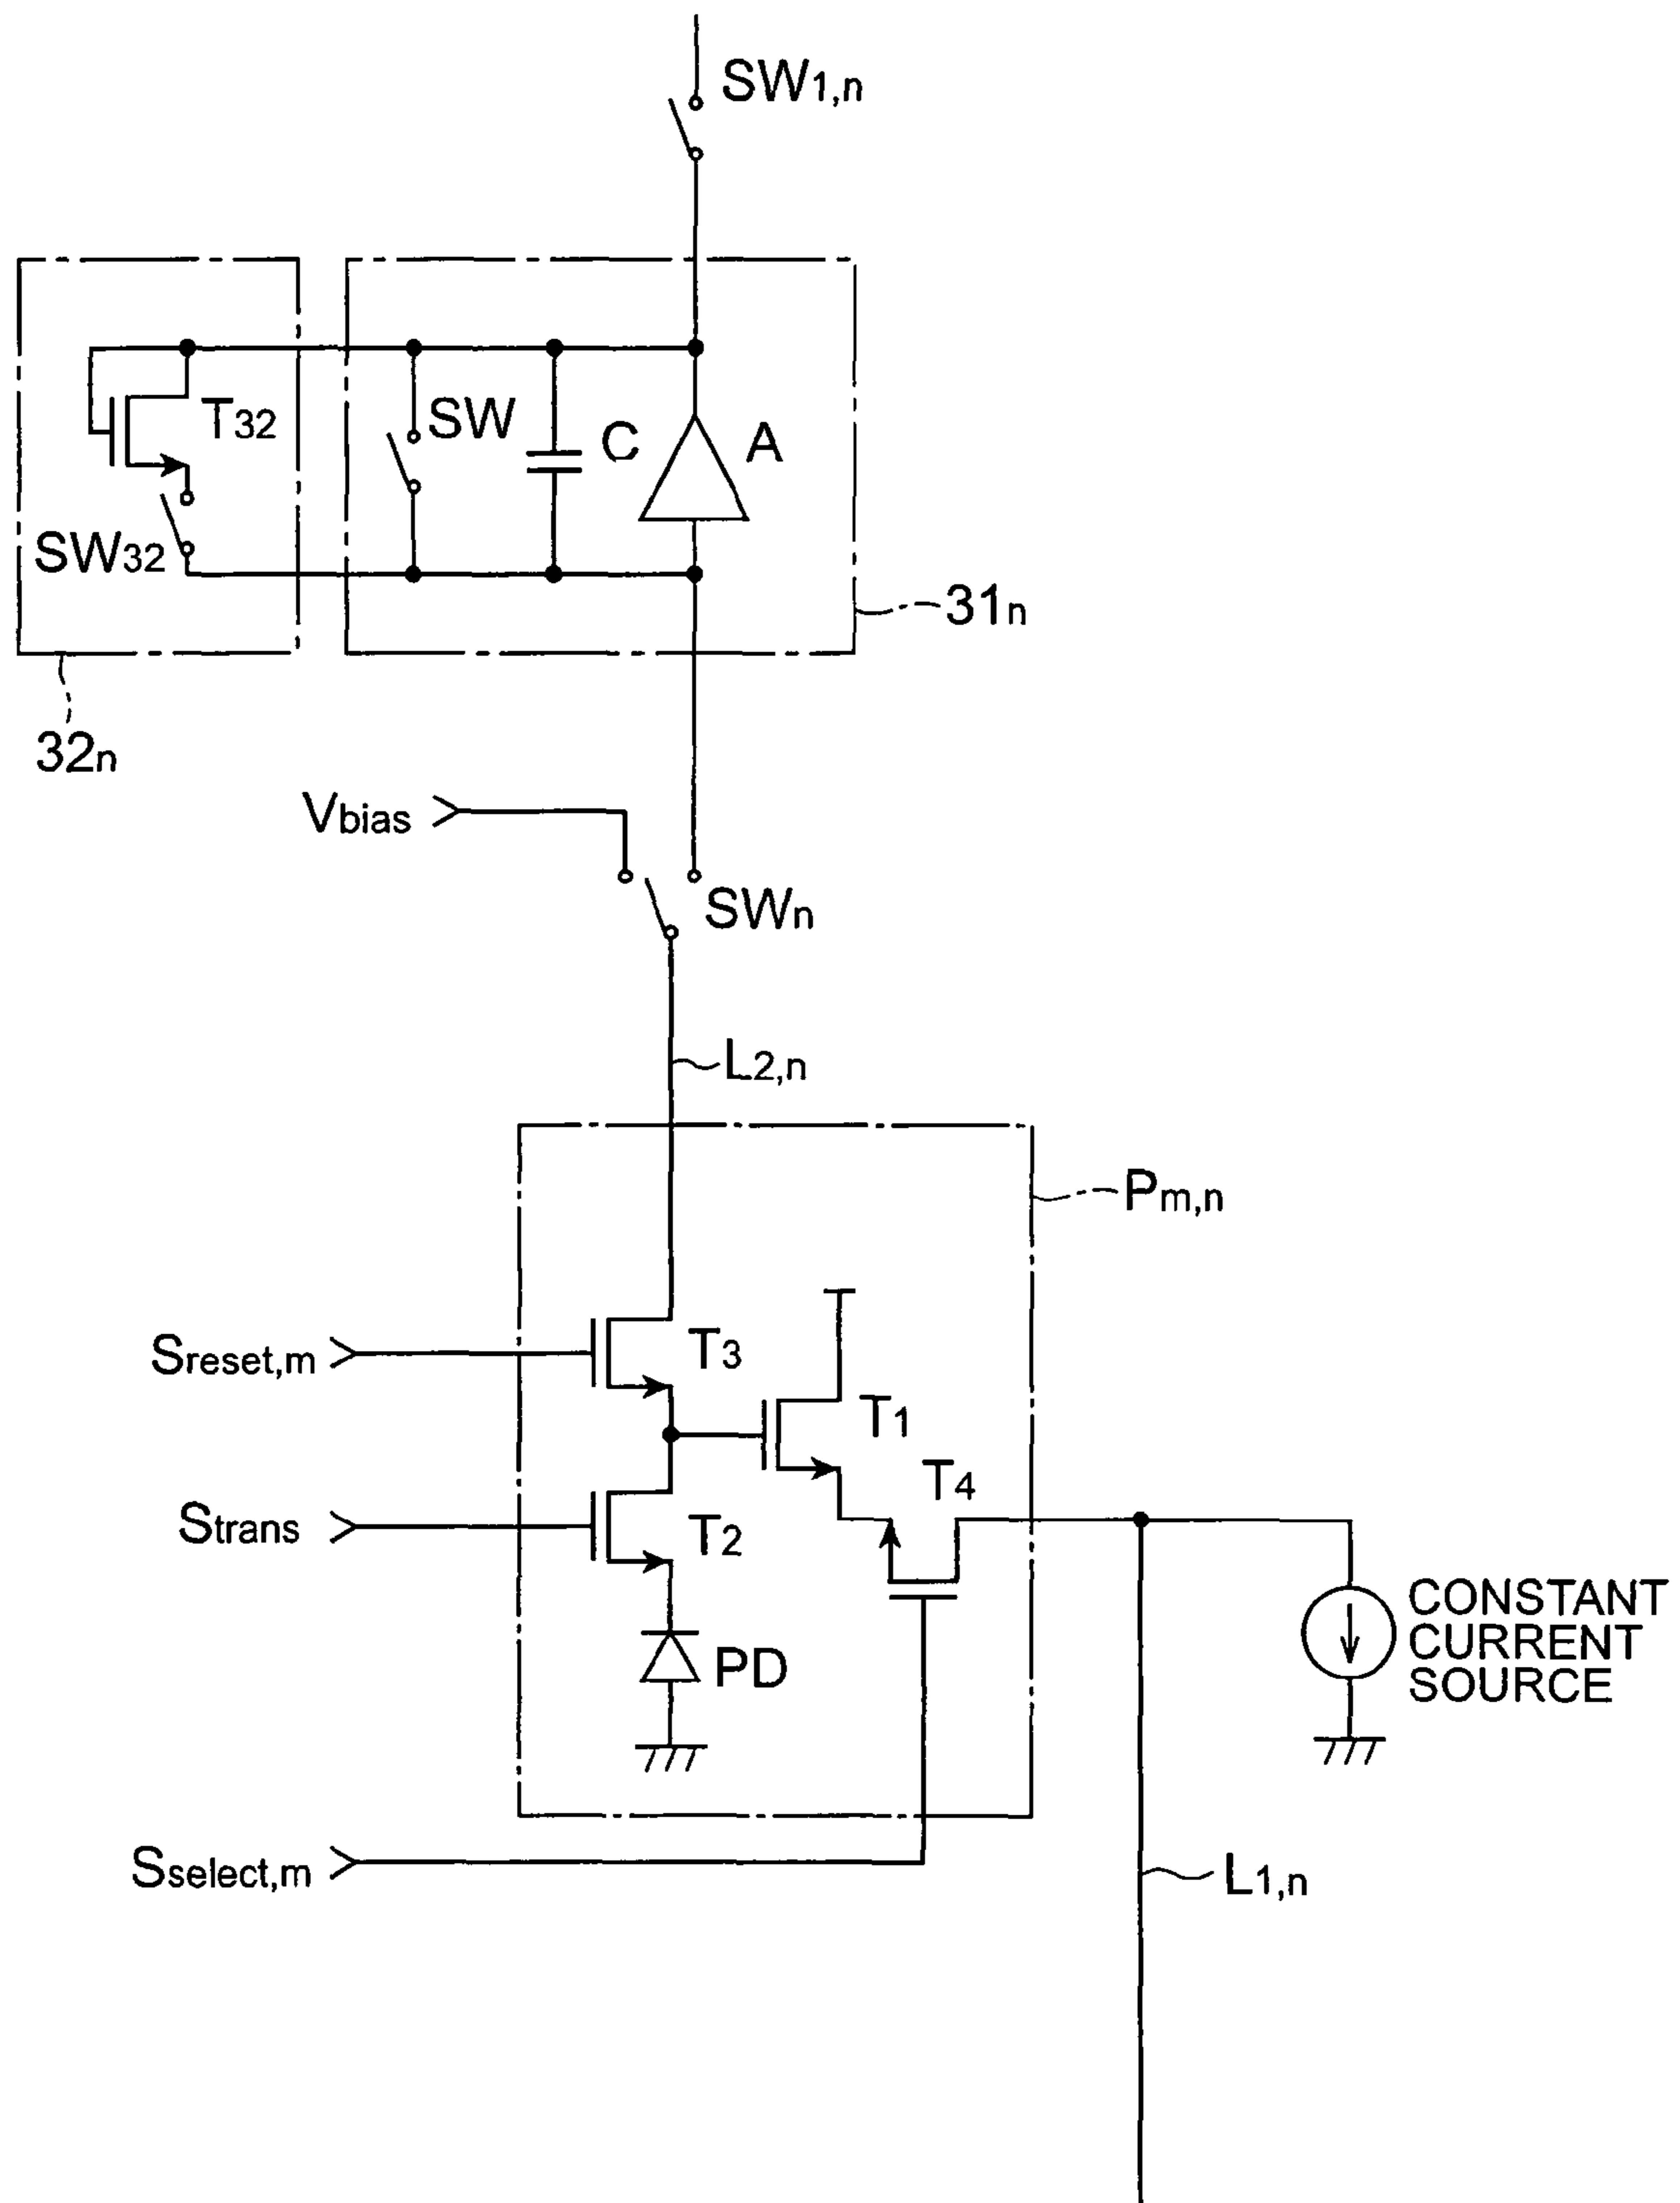 SW1,n
T32
SW
C
A
SW32
31n
32n
Vbias
SWn
L2,n
Pm,n
Sreset,m
T3
T1
T4
Strans
T2
CONSTANT
CURRENT
SOURCE
PD
Sselect,m
L1,n